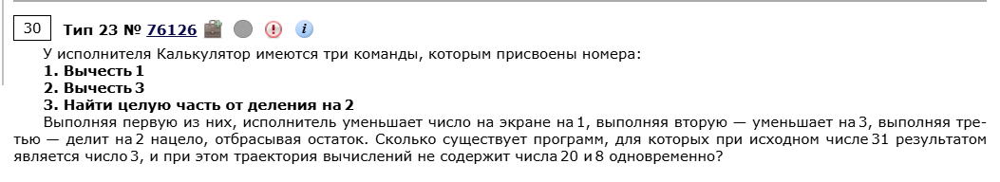 30 Тип 23 № 76126 i
У исполнителя Калькулятор имеются три команды, которым присвоены номера:
1. Вычесть 1
2. Вычесть 3
3. Найти целую часть от деления на 2
Выполняя первую из них, исполнитель уменьшает число на экране на 1, выполняя вторую — уменьшает на 3, выполняя тре-
тью — делит на 2 нацело, отбрасывая остаток. Сколько существует программ, для которых при исходном числе 31 результатом
является число 3, и при этом траектория вычислений не содержит числа 20 и 8 одновременно?